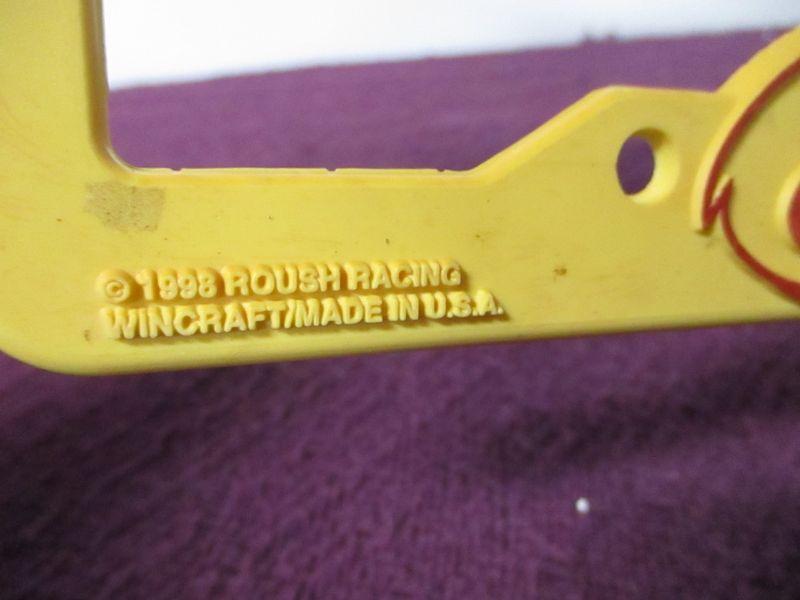 © 1998 ROUSH RACING
WINCRAFT/MADE IN U.S.A.